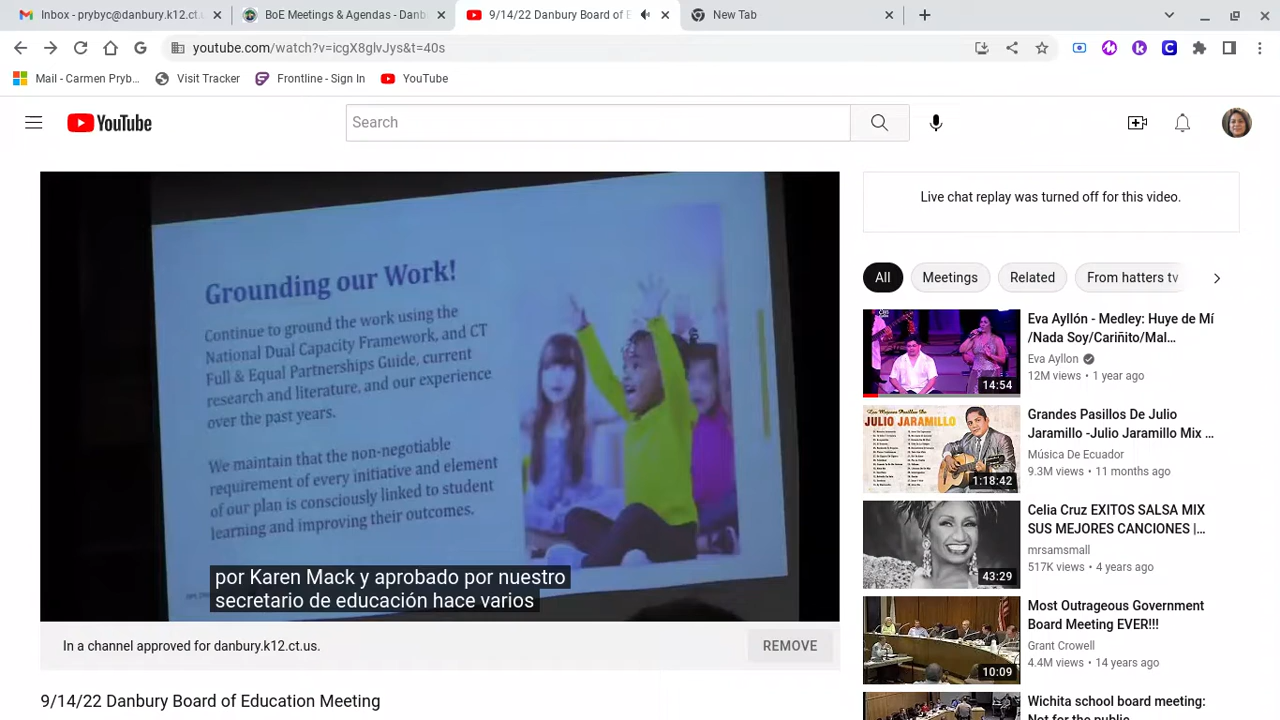 Inbox - prybyc@danbury.k12.ct.u
BoE Meetings & Agendas - Danb
9/14/22 Danbury Board of E
New Tab
youtube.com/watch?v=icgX8glvJys&t=40s
Mail - Carmen Pryb...
Visit Tracker
Frontline - Sign In
YouTube
YouTube
Search
Grounding our Work!
Continue to ground the work using the
National Dual Capacity Framework, and CT
Full & Equal Partnerships Guide, current
research and literature, and our experience
over the past years.
We maintain that the non-negotiable
requirement of every initiative and element
of our plan is consciously linked to student
learning and improving their outcomes.
por Karen Mack y aprobado por nuestro
secretario de educación hace varios
In a channel approved for danbury.k12.ct.us.
REMOVE
9/14/22 Danbury Board of Education Meeting
Live chat replay was turned off for this video.
All
Meetings
Related
From hatters tv
Eva Ayllón - Medley: Huye de Mí
/Nada Soy/Cariñito/Mal...
Eva Ayllon
12M views • 1 year ago
14:54
Los Mejores Pasillos De
JULIO JARAMILLO
Grandes Pasillos De Julio
Jaramillo -Julio Jaramillo Mix ...
Música De Ecuador
9.3M views • 11 months ago
1:18:42
Celia Cruz EXITOS SALSA MIX
SUS MEJORES CANCIONES |...
mrsamsmall
517K views • 4 years ago
43:29
Most Outrageous Government
Board Meeting EVER!!!
Grant Crowell
4.4M views • 14 years ago
10:09
Wichita school board meeting:
Not for the public